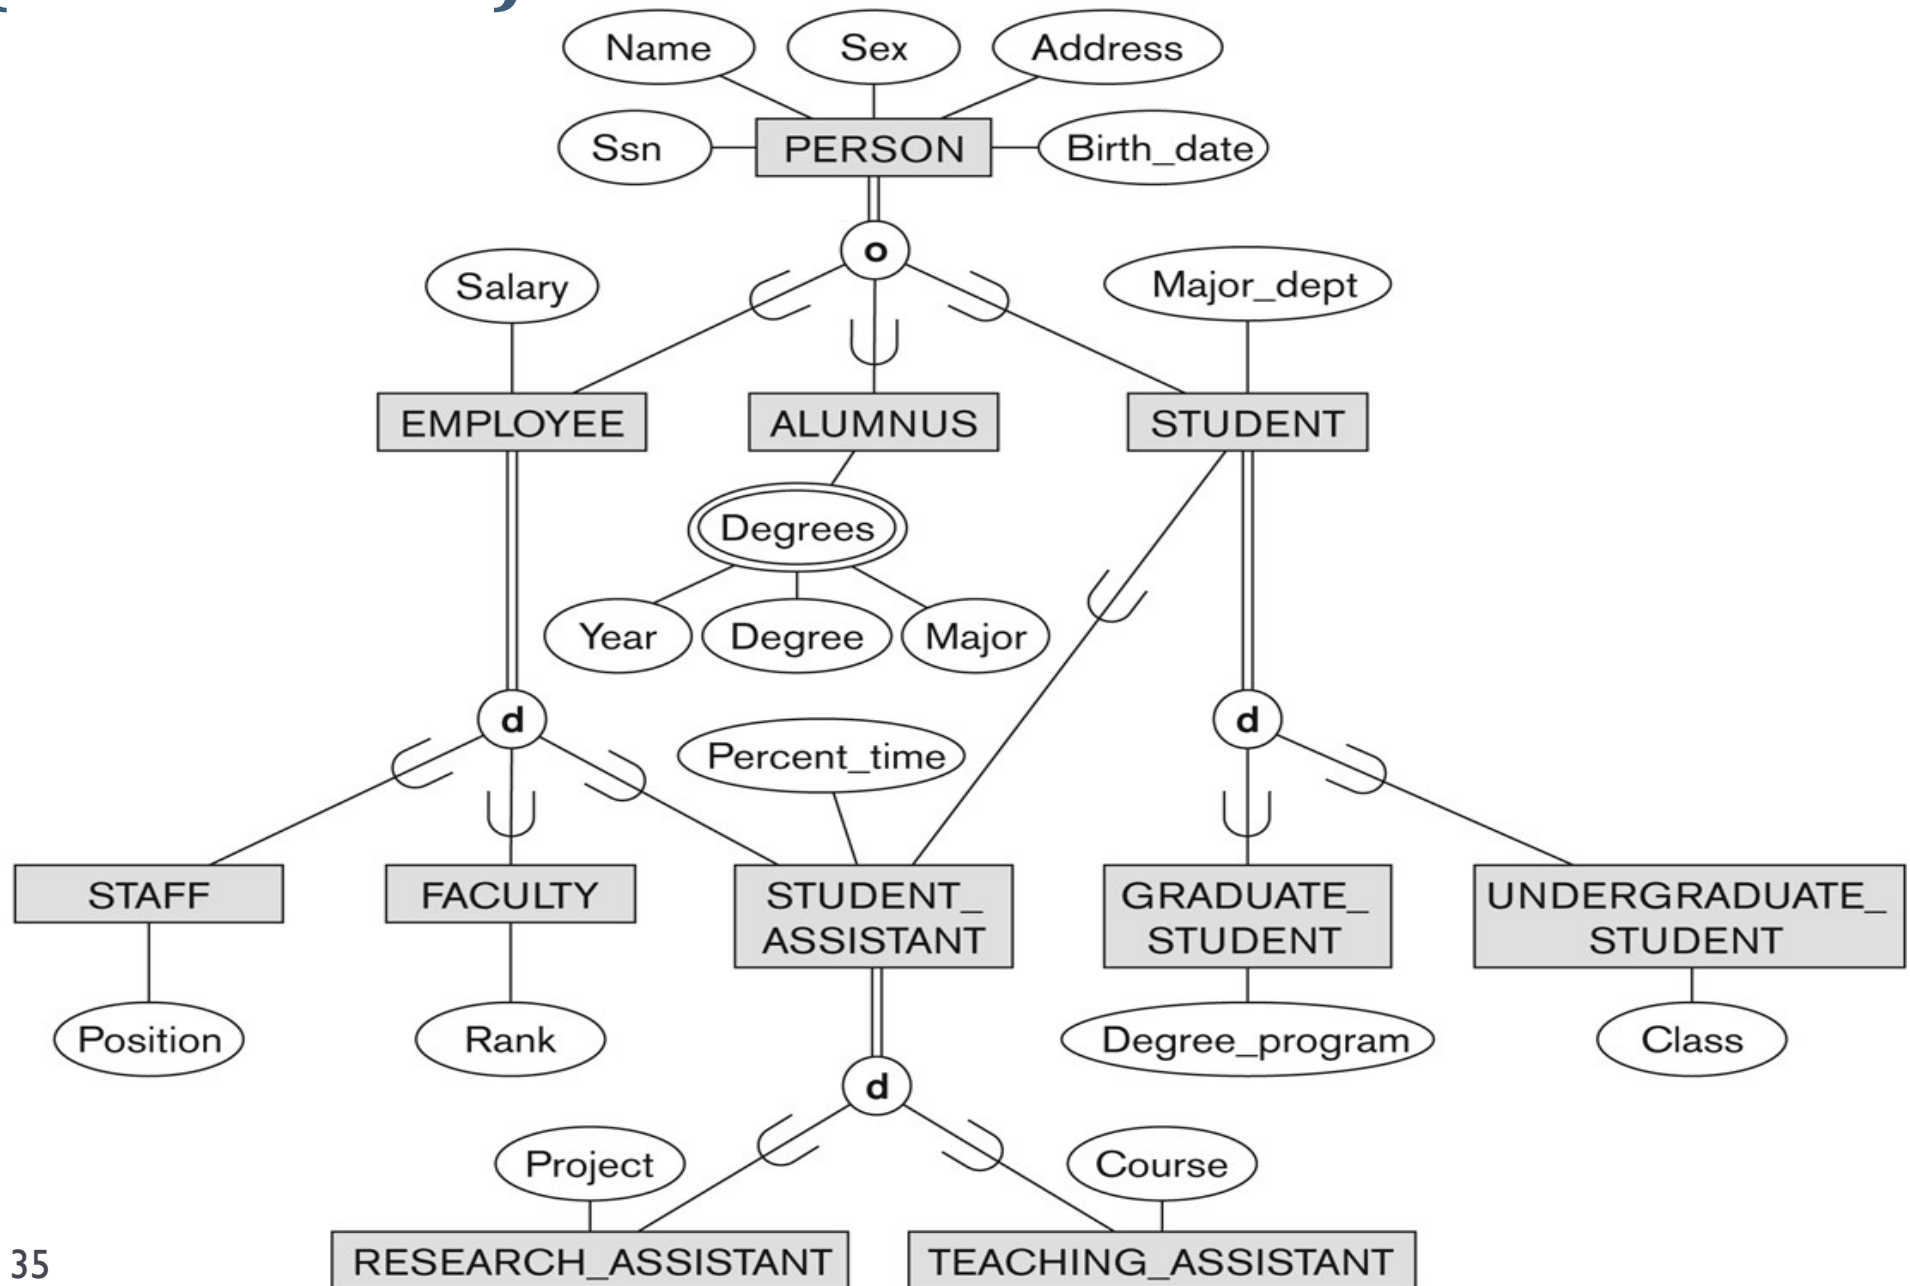 Name
Sex
Address
Ssn
PERSON
Birth_date
o
Salary
Major_dept
EMPLOYEE
ALUMNUS
STUDENT
Degrees
Year
Degree
Major
d
Percent_time
d
STAFF
FACULTY
STUDENT_
ASSISTANT
GRADUATE_
STUDENT
UNDERGRADUATE_
STUDENT
Position
Rank
Degree_program
Class
d
Project
Course
RESEARCH_ASSISTANT
TEACHING_ASSISTANT
35